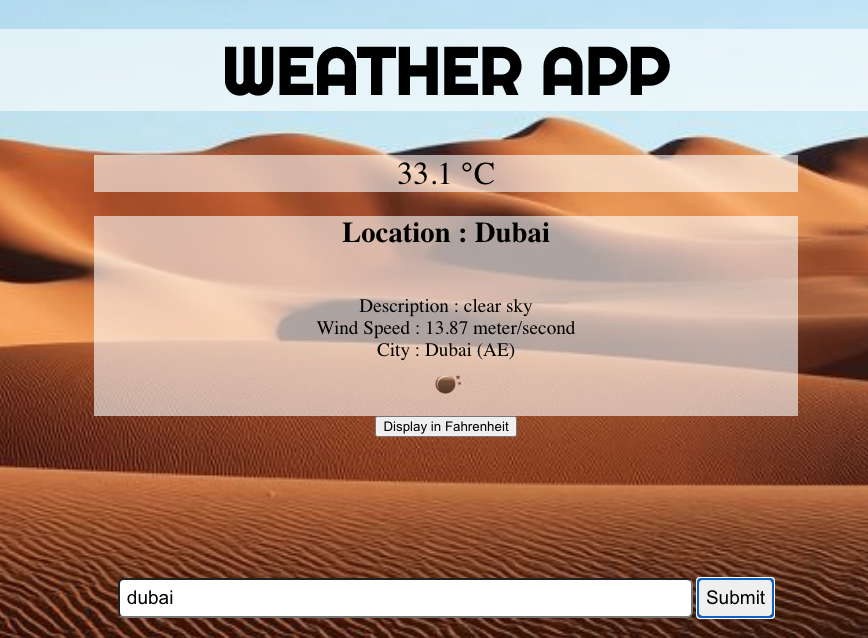 WEATHER APP
33.1 °C
Location : Dubai
Description : clear sky
Wind Speed : 13.87 meter/second
City : Dubai (AE)
Display in Fahrenheit
dubai
Submit